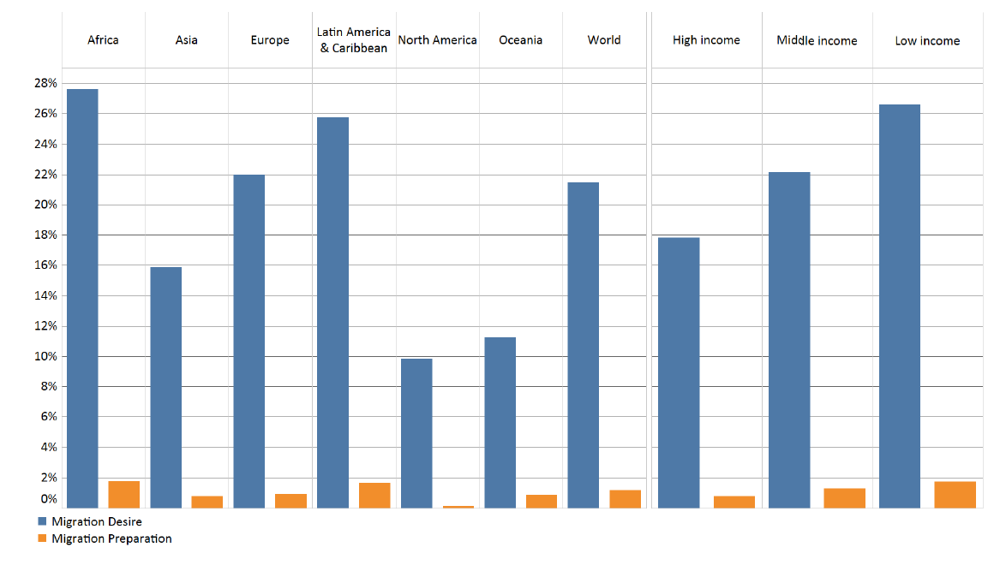 Africa
Asia
Europe
Latin America
& Caribbean
North America
Oceania
World
High income
Middle income
Low income
28%
26%
24%
22%
20%
18%
16%
14%
12%
10%
8%
6%
4%
2%
0%
Migration Desire
Migration Preparation